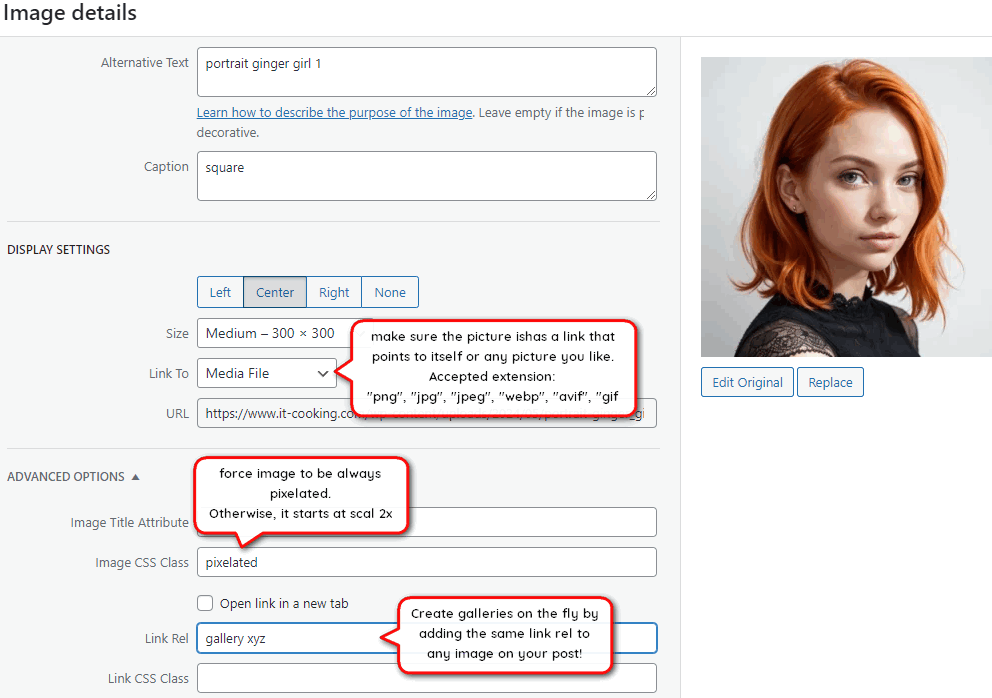 Image details
Alternative Text
portrait ginger girl 1
Learn how to describe the purpose of the image. Leave empty if the image is
decorative.
Caption
square
DISPLAY SETTINGS
Left Center Right None
Size
Medium – 300 × 300
make sure the picture ishas a link that
points to itself or any picture you like.
Accepted extension:
"png", "jpg", "jpeg", "webp", "avif", "gif
Link To
Media File
URL
https://www.it-cooking.com
Edit Original Replace
ADVANCED OPTIONS ▲
force image to be always
pixelated.
Otherwise, it starts at scal 2x
Image Title Attribute
Image CSS Class
pixelated
Open link in a new tab
Link Rel
gallery xyz
Create galleries on the fly by
adding the same link rel to
any image on your post!
Link CSS Class